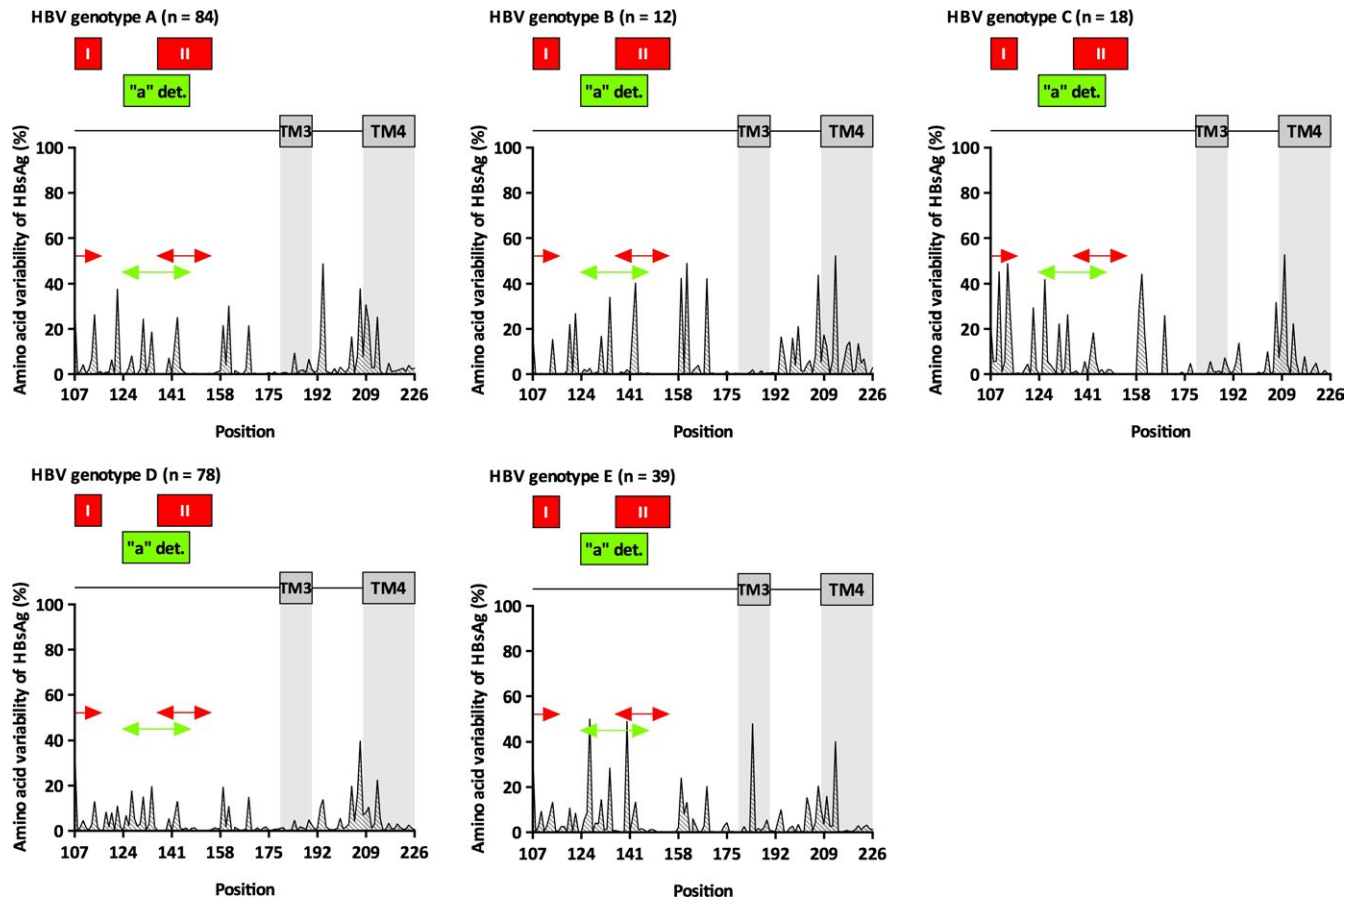 HBV genotype A (n = 84)
I
II
"a" det.
TM3
TM4
Amino acid variability of HBsAg (%)
100
80
60
40
20
0
107 124 141 158 175 192 209 226
Position
HBV genotype B (n = 12)
I
II
"a" det.
TM3
TM4
Amino acid variability of HBsAg (%)
100
80
60
40
20
0
107 124 141 158 175 192 209 226
Position
HBV genotype C (n = 18)
I
II
"a" det.
TM3
TM4
Amino acid variability of HBsAg (%)
100
80
60
40
20
0
107 124 141 158 175 192 209 226
Position
HBV genotype D (n = 78)
I
II
"a" det.
TM3
TM4
Amino acid variability of HBsAg (%)
100
80
60
40
20
0
107 124 141 158 175 192 209 226
Position
HBV genotype E (n = 39)
I
II
"a" det.
TM3
TM4
Amino acid variability of HBsAg (%)
100
80
60
40
20
0
107 124 141 158 175 192 209 226
Position